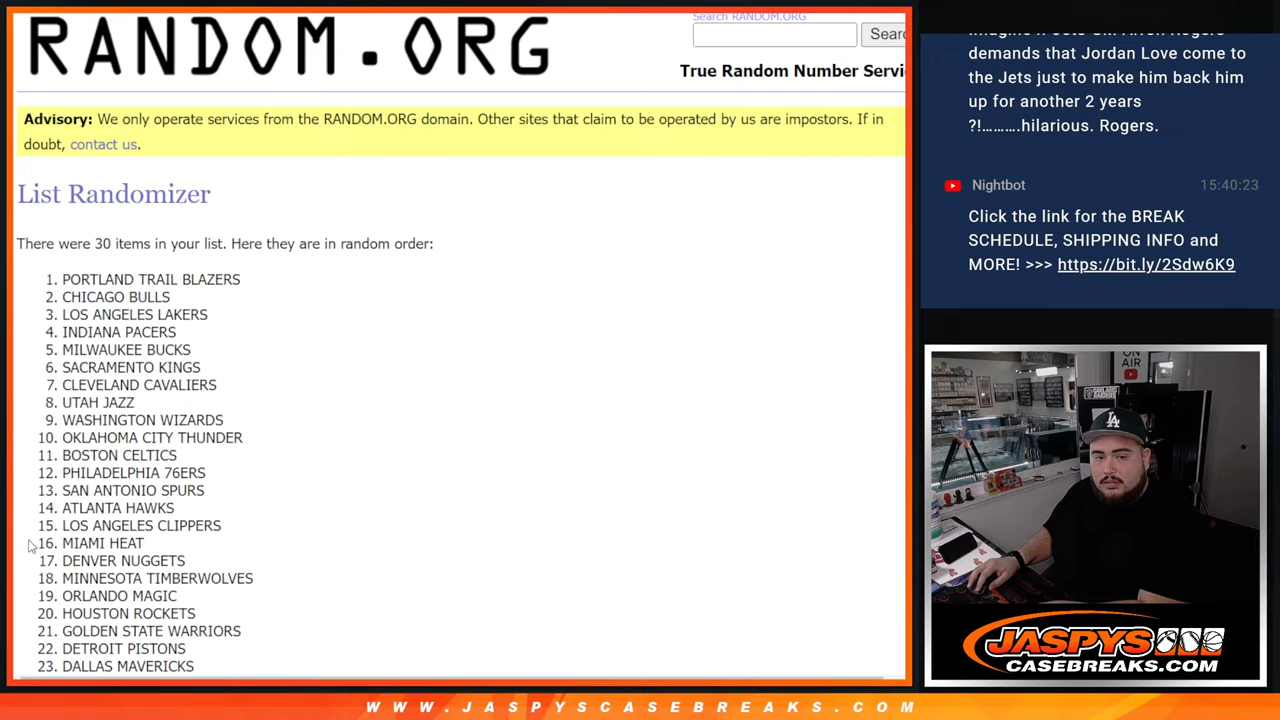 RANDOM.ORG
Search RANDOM.ORG
Searc
True Random Number Servi
Advisory: We only operate services from the RANDOM.ORG domain. Other sites that claim to be operated by us are impostors. If in
doubt, contact us.
List Randomizer
There were 30 items in your list. Here they are in random order:
1. PORTLAND TRAIL BLAZERS
2. CHICAGO BULLS
3. LOS ANGELES LAKERS
4. INDIANA PACERS
5. MILWAUKEE BUCKS
6. SACRAMENTO KINGS
7. CLEVELAND CAVALIERS
8. UTAH JAZZ
9. WASHINGTON WIZARDS
10. OKLAHOMA CITY THUNDER
11. BOSTON CELTICS
12. PHILADELPHIA 76ERS
13. SAN ANTONIO SPURS
14. ATLANTA HAWKS
15. LOS ANGELES CLIPPERS
16. MIAMI HEAT
17. DENVER NUGGETS
18. MINNESOTA TIMBERWOLVES
19. ORLANDO MAGIC
20. HOUSTON ROCKETS
21. GOLDEN STATE WARRIORS
22. DETROIT PISTONS
23. DALLAS MAVERICKS
demands that Jordan Love come to
the Jets just to make him back him
up for another 2 years
?!……….hilarious. Rogers.
Nightbot 15:40:23
Click the link for the BREAK
SCHEDULE, SHIPPING INFO and
MORE! >>> https://bit.ly/2Sdw6K9
ON
AIR
LA
JASPYS
CASEBREAKS.COM
WWW.JASPYSCASEBREAKS.COM